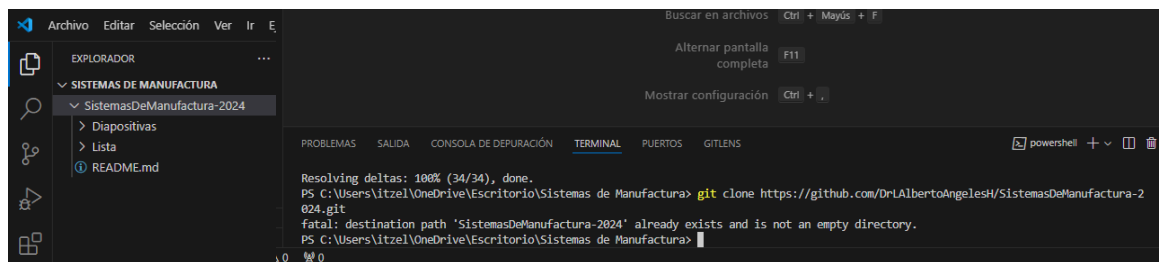 Archivo Editar Selección Ver Ir E
Buscar en archivos Ctrl + Mayús + F
Alternar pantalla
completa F11
Mostrar configuración Ctrl + ,
EXPLORADOR ...
SISTEMAS DE MANUFACTURA
SistemasDeManufactura-2024
Diapositivas
Lista
README.md
PROBLEMAS SALIDA CONSOLA DE DEPURACIÓN TERMINAL PUERTOS GITLENS powershell
Resolving deltas: 100% (34/34), done.
PS C:\Users\itzel\OneDrive\Escritorio\Sistemas de Manufactura> git clone https://github.com/DrLAlbertoAngelesH/SistemasDeManufactura-2
024.git
fatal: destination path 'SistemasDeManufactura-2024' already exists and is not an empty directory.
PS C:\Users\itzel\OneDrive\Escritorio\Sistemas de Manufactura>
0 0